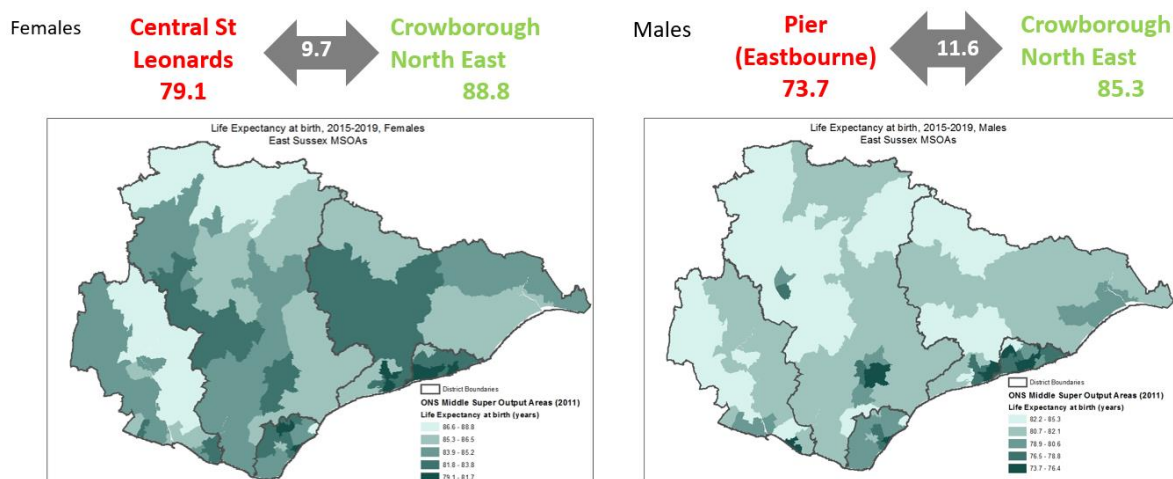 Females
Central St
Leonards
79.1
9.7
Crowborough
North East
88.8
Males
Pier
(Eastbourne)
73.7
11.6
Crowborough
North East
85.3
Life Expectancy at birth, 2015-2019, Females
East Sussex MSOAs
District Boundaries
ONS Middle Super Output Areas (2011)
Life Expectancy at birth (years)
86.6 - 88.8
85.3 - 86.5
83.9 - 85.2
81.8 - 83.8
79.1 - 81.7
Life Expectancy at birth, 2015-2019, Males
East Sussex MSOAs
District Boundaries
ONS Middle Super Output Areas (2011)
Life Expectancy at birth (years)
82.2 - 85.3
80.7 - 82.1
78.9 - 80.6
76.5 - 78.8
73.7 - 76.4